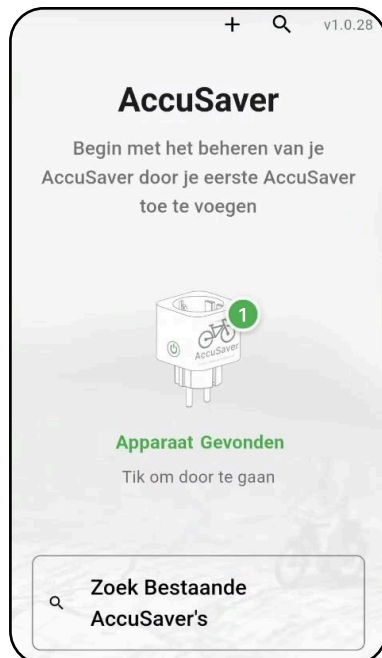 v1.0.28
AccuSaver
Begin met het beheren van je
AccuSaver door je eerste AccuSaver
toe te voegen
1
AccuSaver
Apparaat Gevonden
Tik om door te gaan
Zoek Bestaande
AccuSaver's